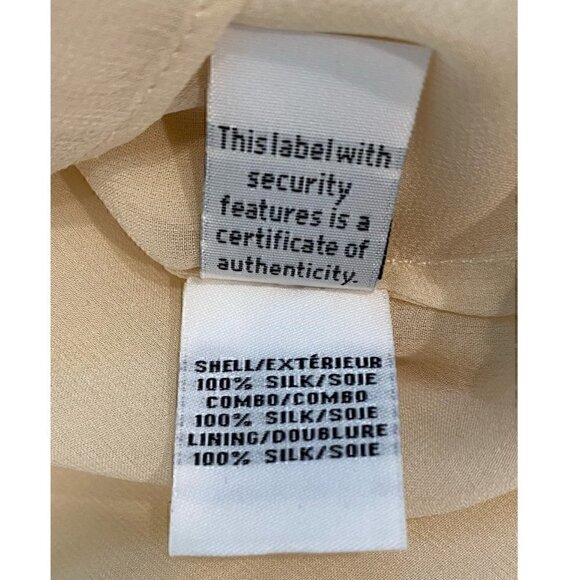 This label with
security
features is a
certificate of
authenticity.
SHELL/EXTÉRIEUR
100% SILK/SOIE
COMBO/COMBO
100% SILK/SOIE
LINING/DOUBLURE
100% SILK/SOIE